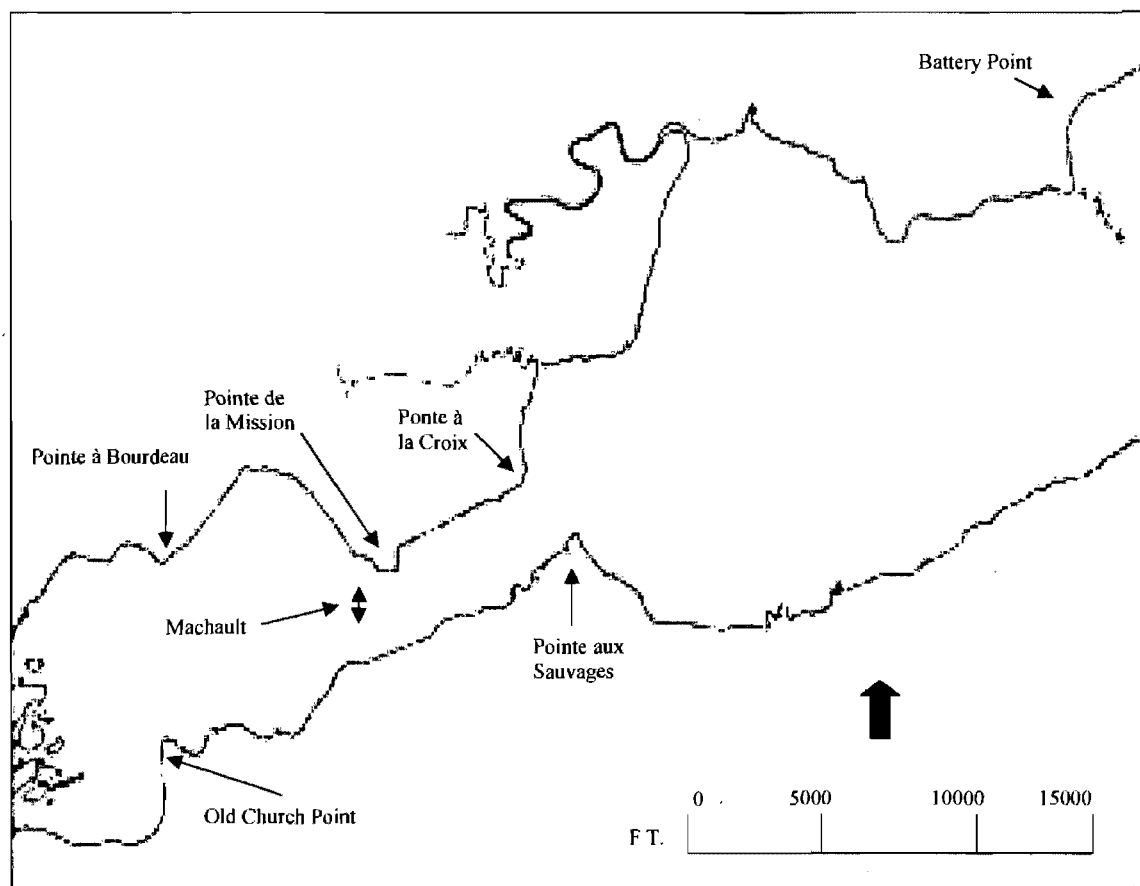 Battery Point
Pointe de
la Mission
Ponte à
la Croix
Pointe à Bourdeau
Machault
Pointe aux
Sauvages
Old Church Point
0 5000 10000 15000
F T.